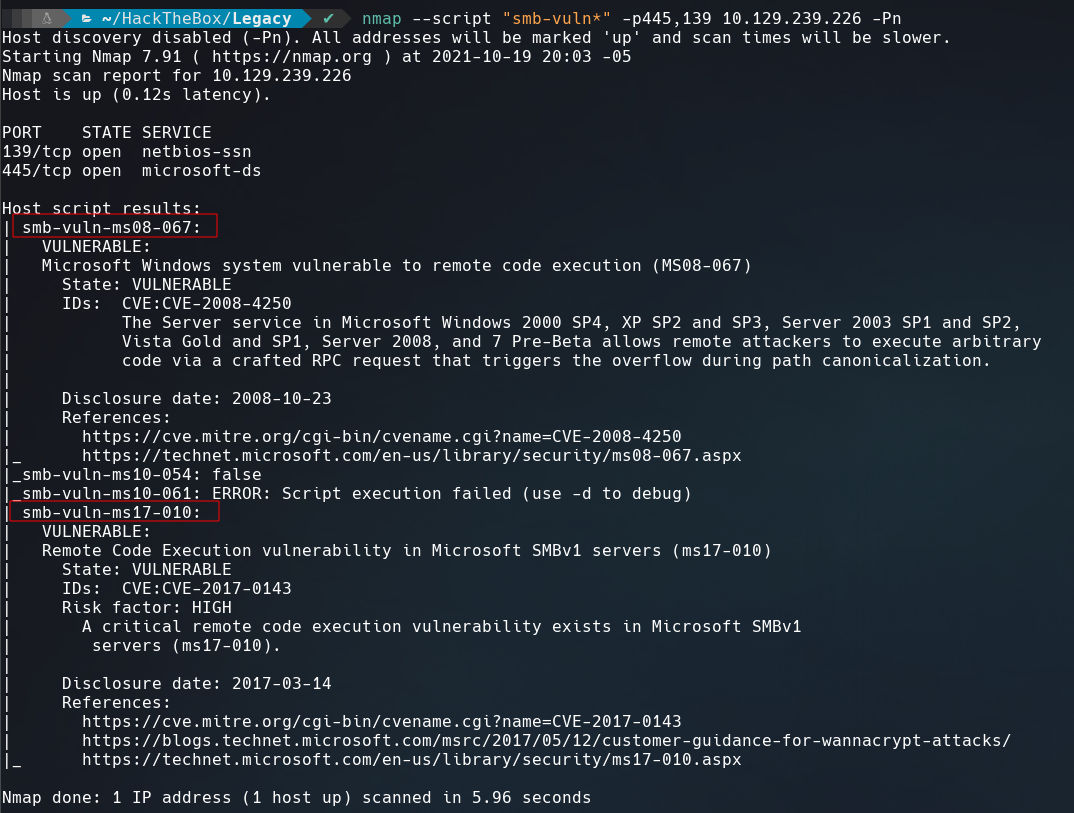 ~/HackTheBox/Legacy ✔ nmap --script "smb-vuln*" -p445,139 10.129.239.226 -Pn
Host discovery disabled (-Pn). All addresses will be marked 'up' and scan times will be slower.
Starting Nmap 7.91 ( https://nmap.org ) at 2021-10-19 20:03 -05
Nmap scan report for 10.129.239.226
Host is up (0.12s latency).

PORT    STATE SERVICE
139/tcp open  netbios-ssn
445/tcp open  microsoft-ds

Host script results:
| smb-vuln-ms08-067:
|   VULNERABLE:
|   Microsoft Windows system vulnerable to remote code execution (MS08-067)
|     State: VULNERABLE
|     IDs:  CVE:CVE-2008-4250
|           The Server service in Microsoft Windows 2000 SP4, XP SP2 and SP3, Server 2003 SP1 and SP2,
|           Vista Gold and SP1, Server 2008, and 7 Pre-Beta allows remote attackers to execute arbitrary
|           code via a crafted RPC request that triggers the overflow during path canonicalization.
|
|     Disclosure date: 2008-10-23
|     References:
|       https://cve.mitre.org/cgi-bin/cvename.cgi?name=CVE-2008-4250
|_      https://technet.microsoft.com/en-us/library/security/ms08-067.aspx
|_smb-vuln-ms10-054: false
|_smb-vuln-ms10-061: ERROR: Script execution failed (use -d to debug)
| smb-vuln-ms17-010:
|   VULNERABLE:
|   Remote Code Execution vulnerability in Microsoft SMBv1 servers (ms17-010)
|     State: VULNERABLE
|     IDs:  CVE:CVE-2017-0143
|     Risk factor: HIGH
|       A critical remote code execution vulnerability exists in Microsoft SMBv1
|        servers (ms17-010).
|
|     Disclosure date: 2017-03-14
|     References:
|       https://cve.mitre.org/cgi-bin/cvename.cgi?name=CVE-2017-0143
|       https://blogs.technet.microsoft.com/msrc/2017/05/12/customer-guidance-for-wannacrypt-attacks/
|_      https://technet.microsoft.com/en-us/library/security/ms17-010.aspx

Nmap done: 1 IP address (1 host up) scanned in 5.96 seconds